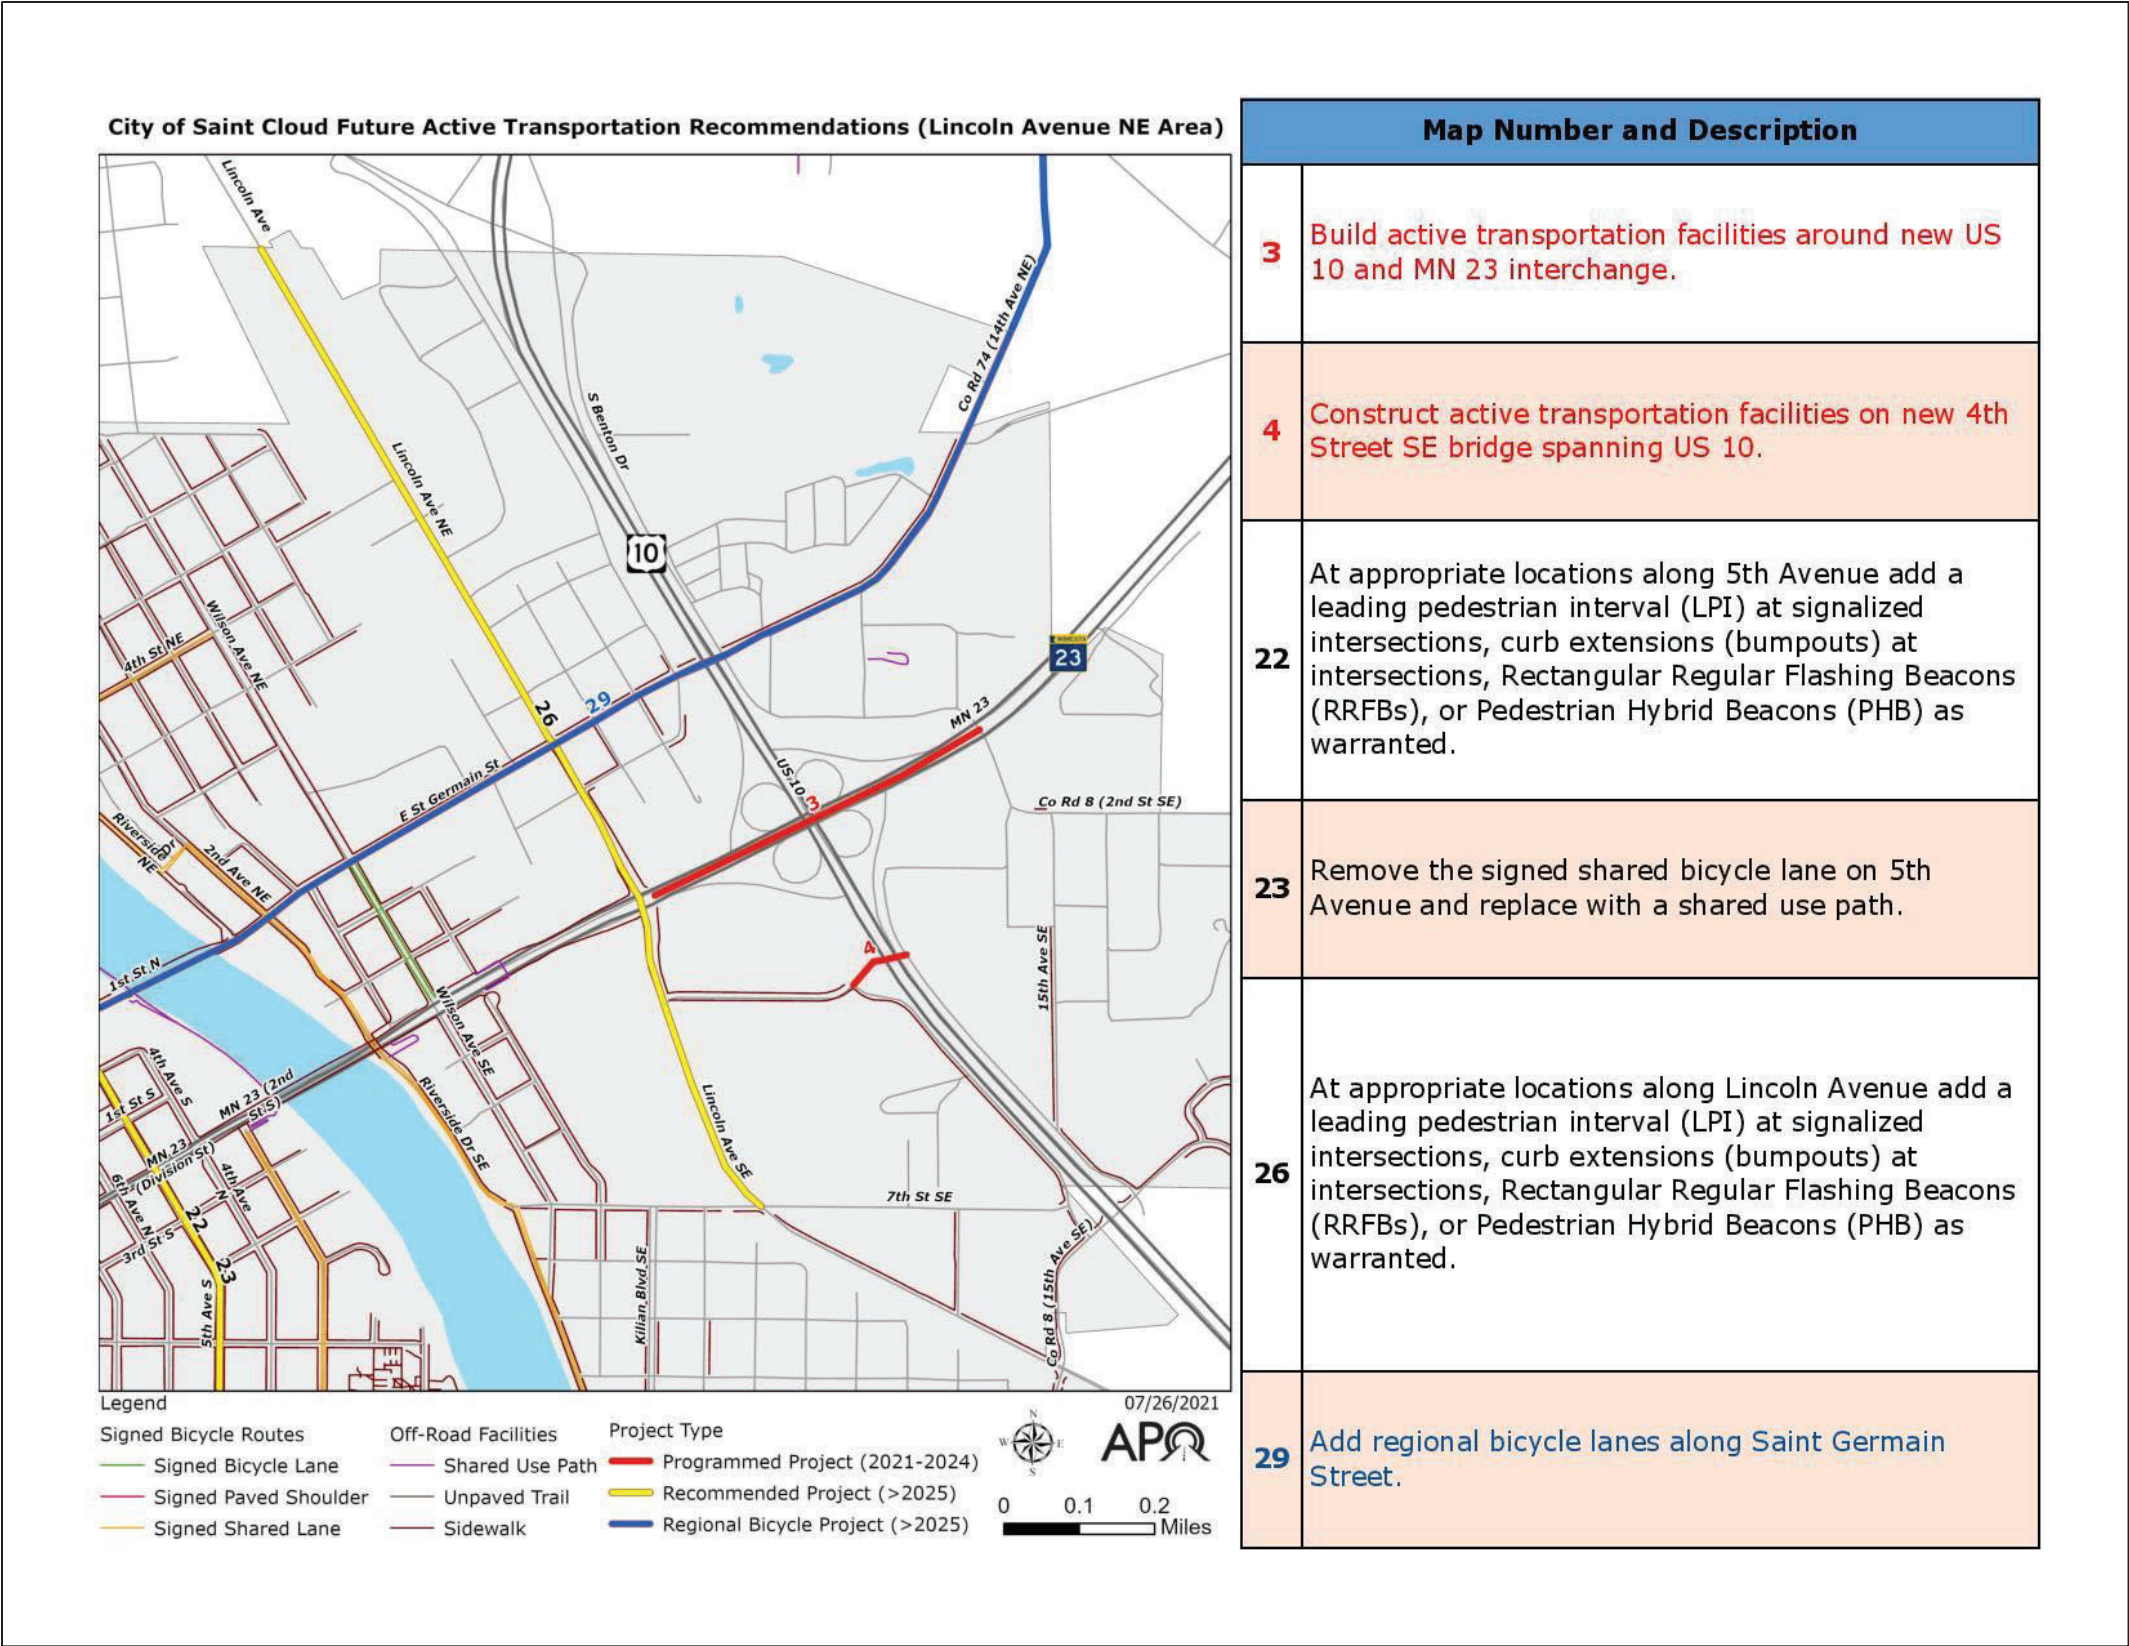 City of Saint Cloud Future Active Transportation Recommendations (Lincoln Avenue NE Area)
Lincoln Ave
Co Rd 74 (14th Ave NE)
S Benton Dr
Lincoln Ave NE
10
Wilson Ave NE
4th St NE
23
26
29
MN 23
US 10
3
E St Germain St
Co Rd 8 (2nd St SE)
Riverside Dr
NE
2nd Ave NE
4
15th Ave SE
1st St N
Wilson Ave SE
4th Ave S
1st St S
MN 23 (2nd
St S)
Riverside Dr SE
Lincoln Ave SE
MN 23
(Division St)
4th Ave
N
6th Ave N
22
7th St SE
3rd St S
23
5th Ave S
Kilian Blvd SE
Co Rd 8 (15th Ave SE)
Legend
07/26/2021
Signed Bicycle Routes
Signed Bicycle Lane
Signed Paved Shoulder
Signed Shared Lane
Off-Road Facilities
Shared Use Path
Unpaved Trail
Sidewalk
Project Type
Programmed Project (2021-2024)
Recommended Project (>2025)
Regional Bicycle Project (>2025)
N
W
E
S
APO
0 0.1 0.2
Miles
Map Number and Description
3
Build active transportation facilities around new US
10 and MN 23 interchange.
4
Construct active transportation facilities on new 4th
Street SE bridge spanning US 10.
22
At appropriate locations along 5th Avenue add a
leading pedestrian interval (LPI) at signalized
intersections, curb extensions (bumpouts) at
intersections, Rectangular Regular Flashing Beacons
(RRFBs), or Pedestrian Hybrid Beacons (PHB) as
warranted.
23
Remove the signed shared bicycle lane on 5th
Avenue and replace with a shared use path.
26
At appropriate locations along Lincoln Avenue add a
leading pedestrian interval (LPI) at signalized
intersections, curb extensions (bumpouts) at
intersections, Rectangular Regular Flashing Beacons
(RRFBs), or Pedestrian Hybrid Beacons (PHB) as
warranted.
29
Add regional bicycle lanes along Saint Germain
Street.